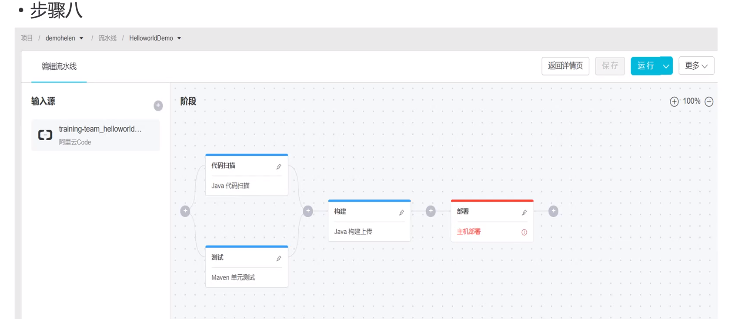 • 步骤八
项目 / demohelen / 流水线 / HelloworldDemo
编辑流水线
返回详情页 保存 运行 更多
输入源
阶段
100%
training-team_helloworld...
阿里云Code
代码扫描
Java 代码扫描
构建
Java 构建上传
部署
主机部署
测试
Maven 单元测试